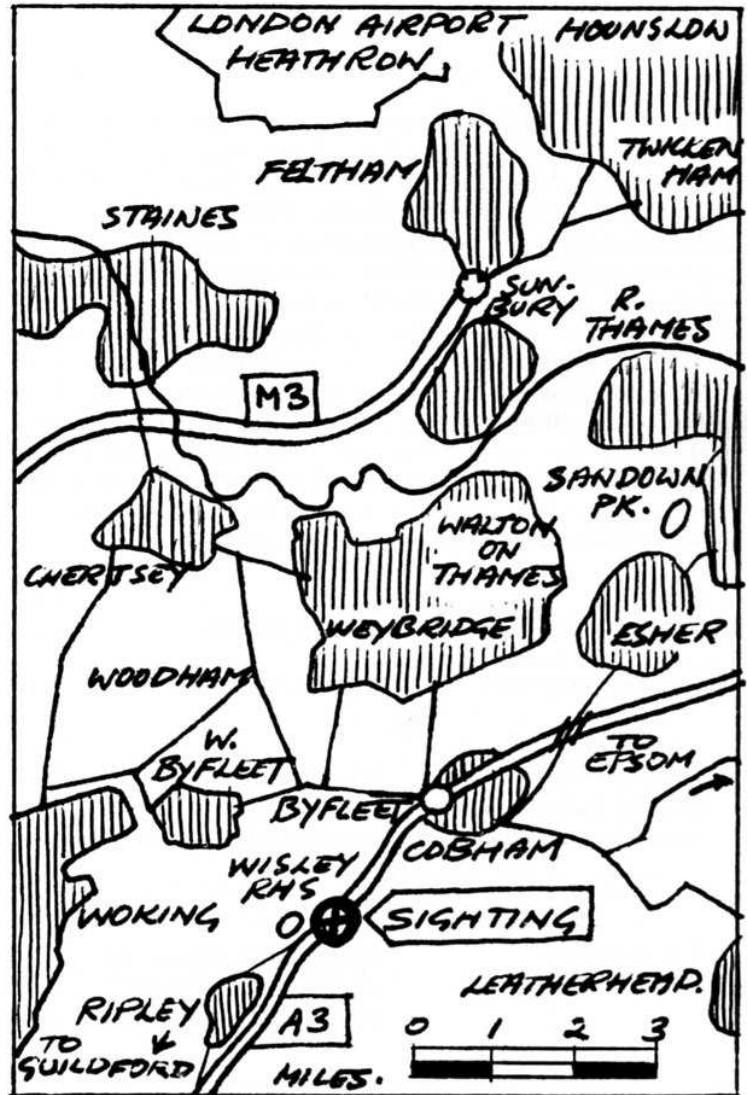 LONDON AIRPORT
HEATHROW
HOUNSLOW
TWICKEN
HAM
FELTHAM
STAINES
SUN-
BURY
R.
THAMES
M3
SANDOWN
PK.
WALTON
ON
THAMES
CHERTSEY
WEYBRIDGE
ESHER
WOODHAM
W.
BYFLEET
TO
EPSOM
BYFLEET
COBHAM
WISLEY
RHS
WOKING
SIGHTING
LEATHERHEAD.
RIPLEY
A3
TO
GUILDFORD
0 1 2 3
MILES.